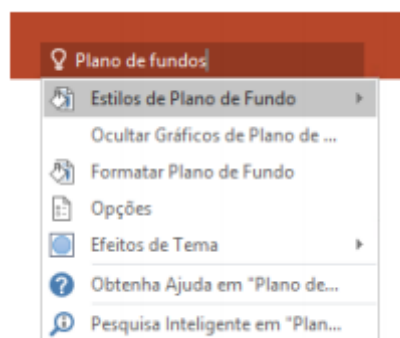 Plano de fundos
Estilos de Plano de Fundo
Ocultar Gráficos de Plano de ...
Formatar Plano de Fundo
Opções
Efeitos de Tema
Obtenha Ajuda em "Plano de...
Pesquisa Inteligente em "Plan...